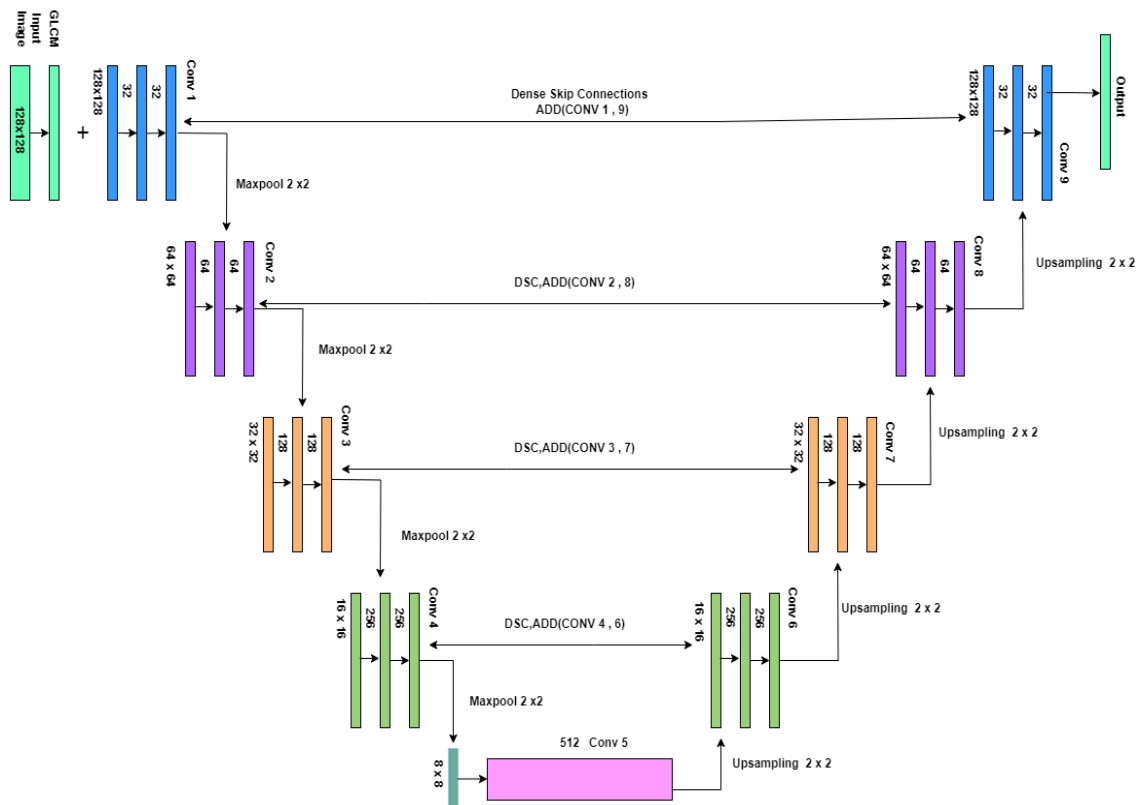 GLCM
Input
Image
128x128
+
128x128
32
32
Conv 1
Dense Skip Connections
ADD(CONV 1 , 9)
128x128
32
32
Conv 9
Output
Maxpool 2 x2
64 x 64
64
64
Conv 2
DSC,ADD(CONV 2 , 8)
64 x 64
64
64
Conv 8
Upsampling 2 x 2
Maxpool 2 x2
32 x 32
128
128
Conv 3
DSC,ADD(CONV 3 , 7)
32 x 32
128
128
Conv 7
Upsampling 2 x 2
Maxpool 2 x2
16 x 16
256
256
Conv 4
DSC,ADD(CONV 4 , 6)
16 x 16
256
256
Conv 6
Upsampling 2 x 2
Maxpool 2 x2
8 x 8
512 Conv 5
Upsampling 2 x 2